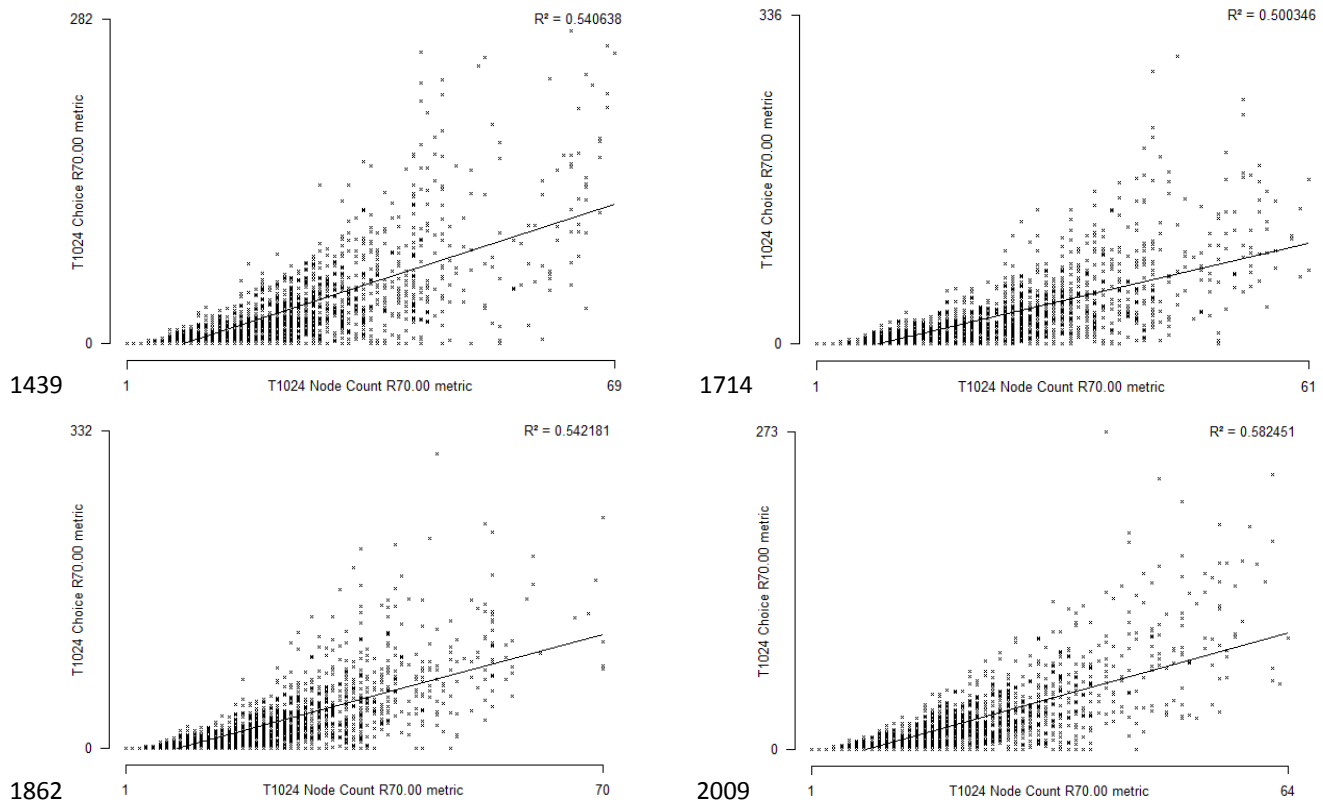 282
R² = 0.540638
T1024 Choice R70.00 metric
0
1
T1024 Node Count R70.00 metric
69
1439
336
R² = 0.500346
T1024 Choice R70.00 metric
0
1
T1024 Node Count R70.00 metric
61
1714
332
R² = 0.542181
T1024 Choice R70.00 metric
0
1
T1024 Node Count R70.00 metric
70
1862
273
R² = 0.582451
T1024 Choice R70.00 metric
0
1
T1024 Node Count R70.00 metric
64
2009